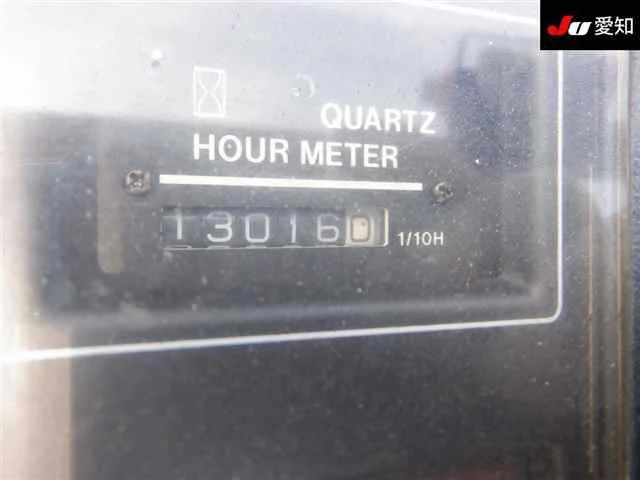 JU 愛知
QUARTZ
HOUR METER
130160
1/10H